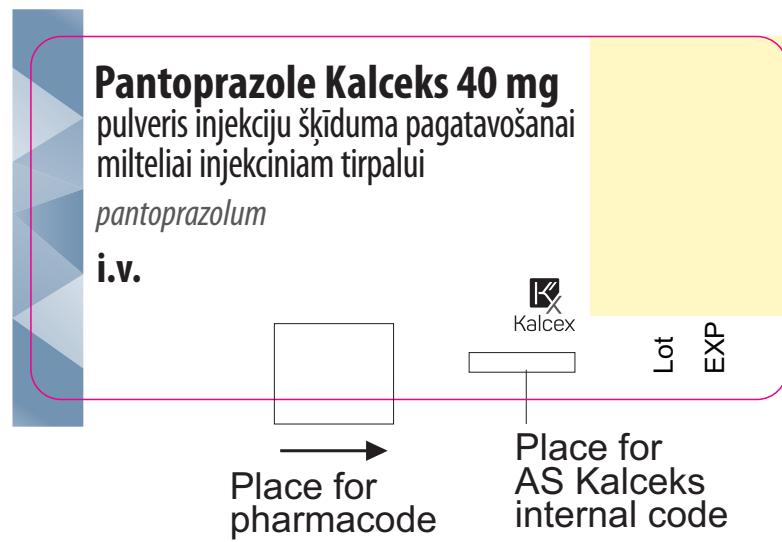 Pantoprazole Kalceks 40 mg
pulveris injekciju šķīduma pagatavošanai
milteliai injekciniam tirpalui
pantoprazolum
i.v.
Kx
Kalcex
Lot
EXP
Place for
pharmacode
Place for
AS Kalceks
internal code